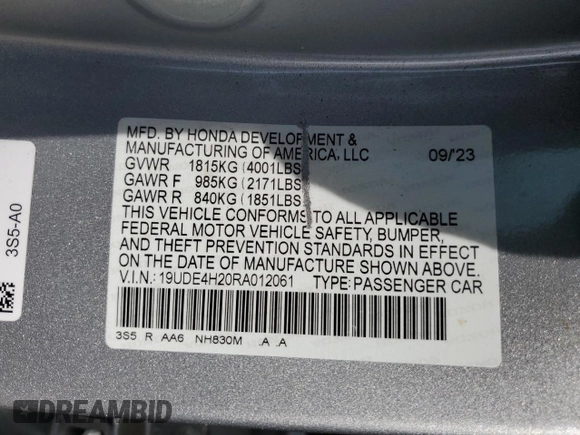 MFD. BY HONDA DEVELOPMENT &
MANUFACTURING OF AMERICA, LLC 09/'23
GVWR 1815KG (4001LBS
GAWR F 985KG (2171LBS
GAWR R 840KG (1851LBS
THIS VEHICLE CONFORMS TO ALL APPLICABLE
FEDERAL MOTOR VEHICLE SAFETY, BUMPER,
AND THEFT PREVENTION STANDARDS IN EFFECT
ON THE DATE OF MANUFACTURE SHOWN ABOVE.
V.I.N.: 19UDE4H20RA012061 TYPE: PASSENGER CAR
3S5 R AA6 NH830M .A .A
3S5-A0
DREAMBID